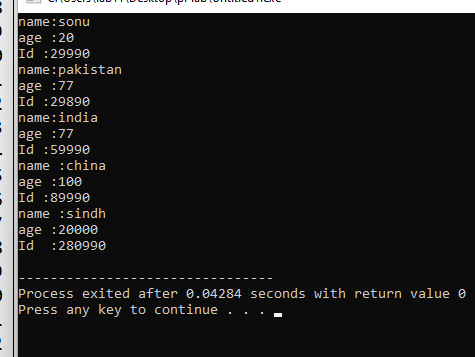 name:sonu
age :20
Id :29990
name:pakistan
age :77
Id :29890
name:india
age :77
Id :59990
name :china
age :100
Id :89990
name :sindh
age :20000
Id  :280990
--------------------------------
Process exited after 0.04284 seconds with return value 0
Press any key to continue . . .